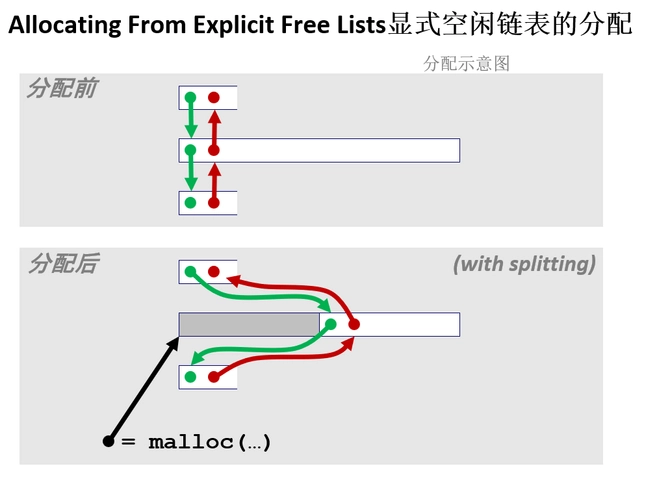 Allocating From Explicit Free Lists显式空闲链表的分配
分配示意图
分配前
分配后
(with splitting)
= malloc(…)